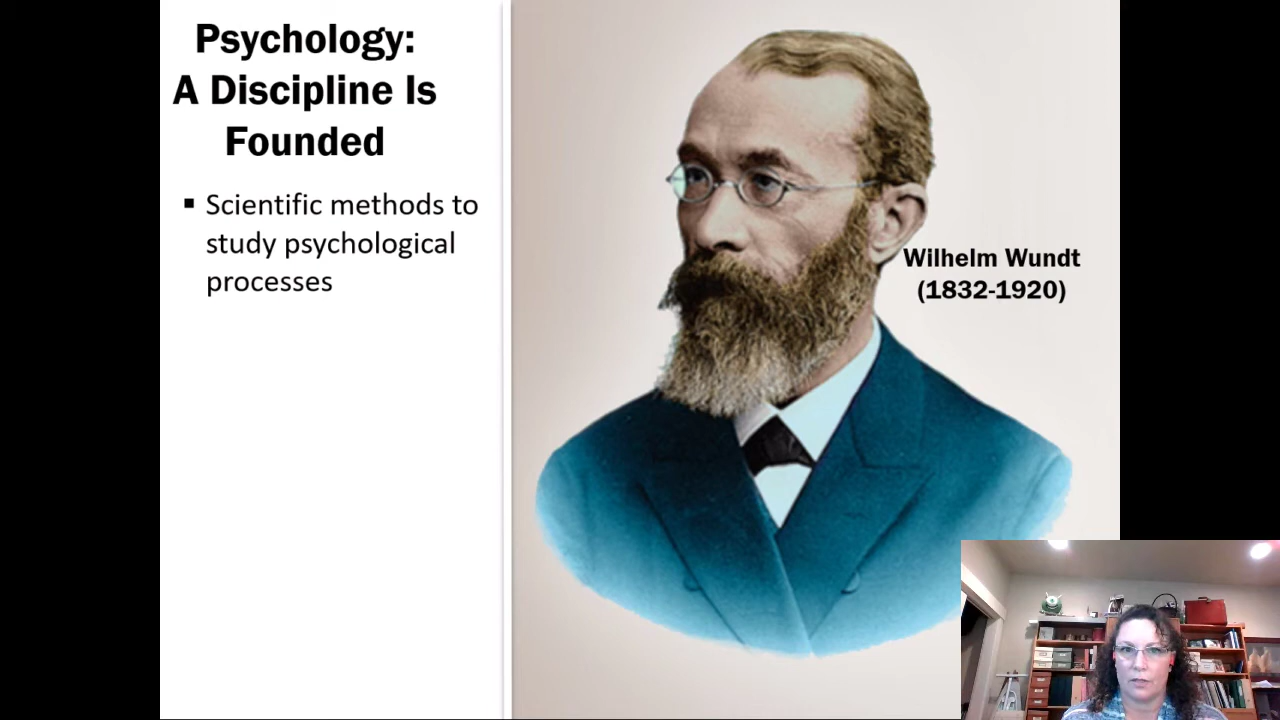 Psychology:
A Discipline Is
Founded
▪ Scientific methods to
study psychological
processes
Wilhelm Wundt
(1832-1920)